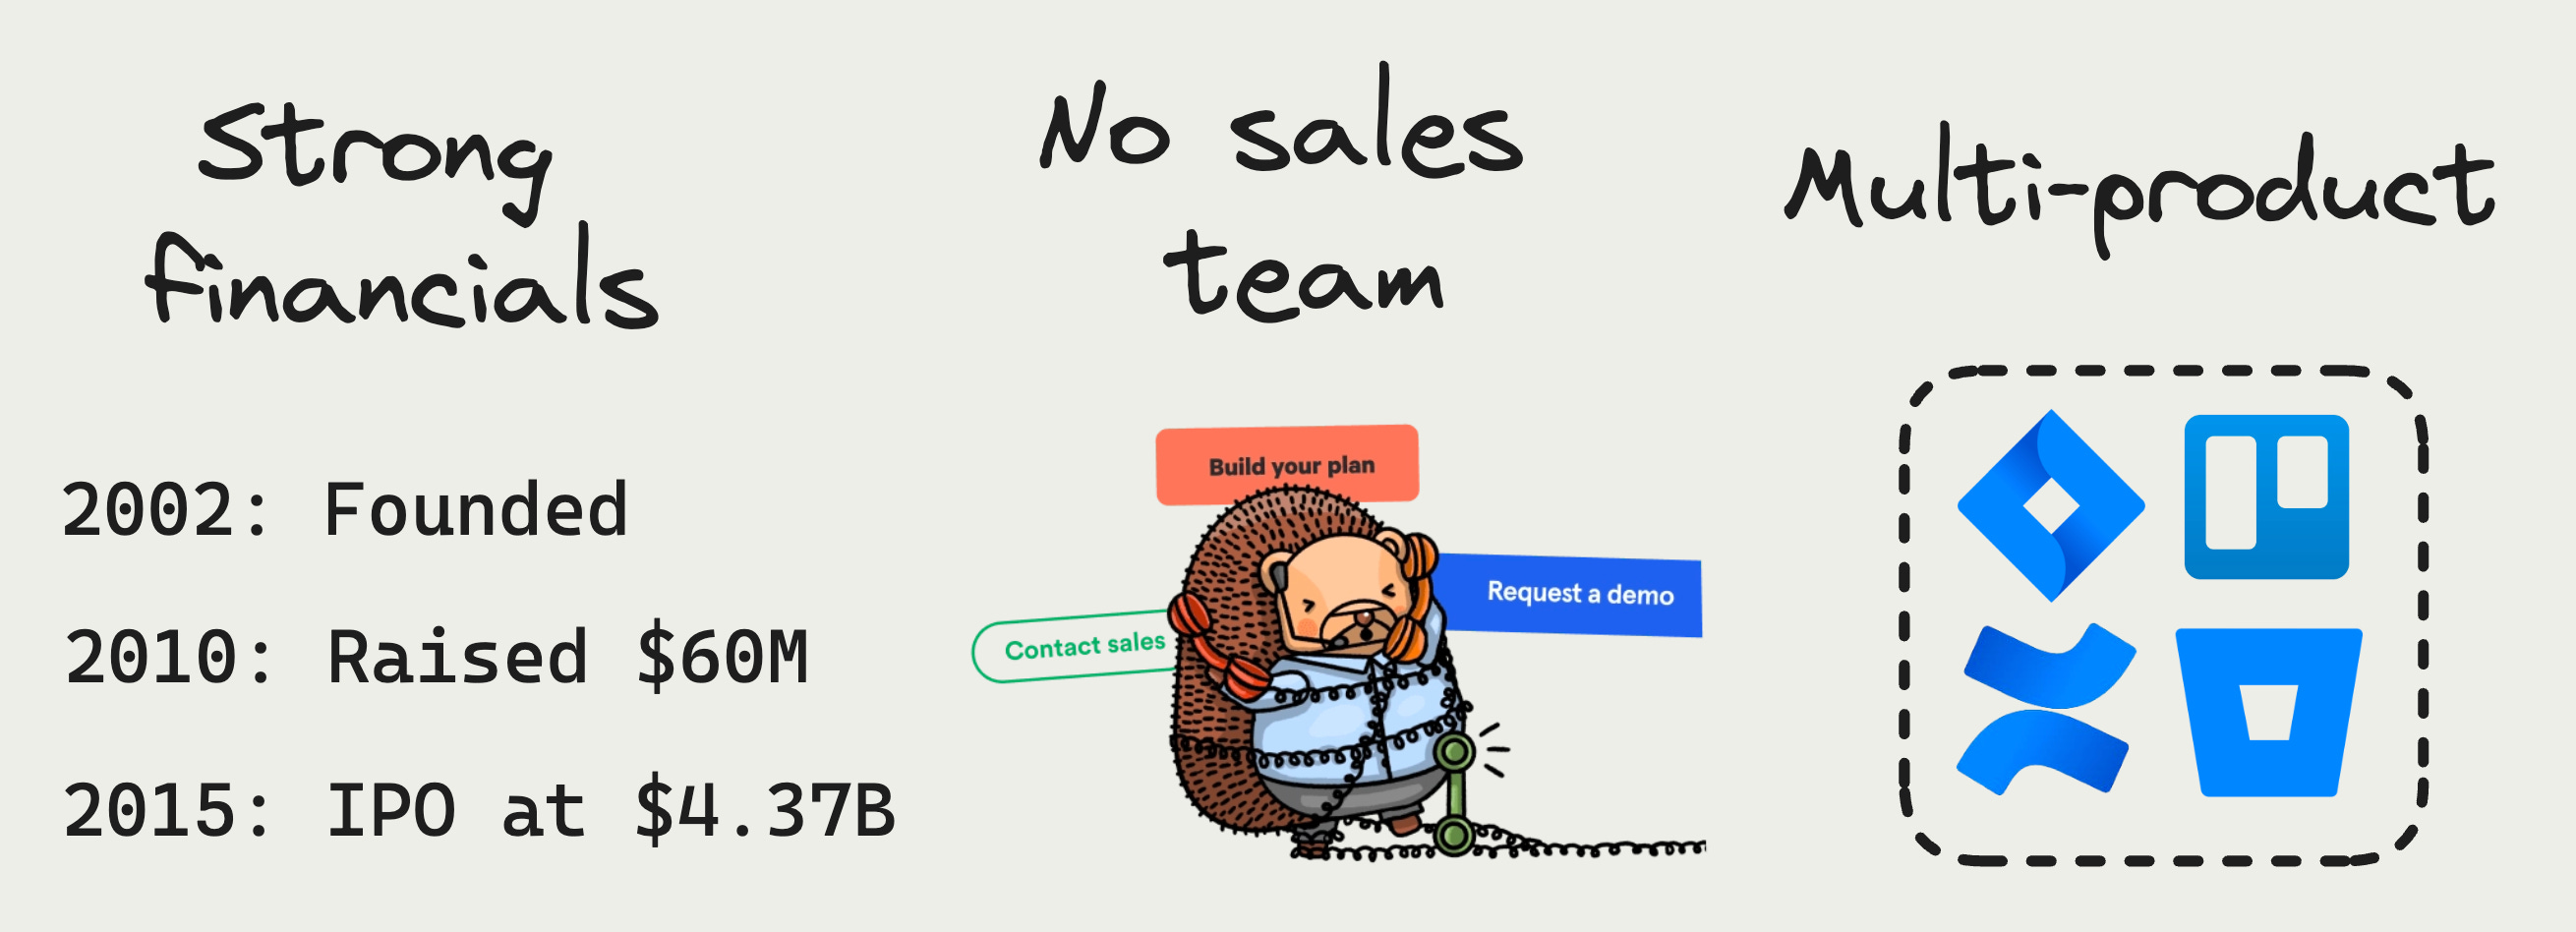 Strong
financials
2002: Founded
2010: Raised $60M
2015: IPO at $4.37B
No sales
team
Build your plan
Request a demo
Contact sales
Multi-product